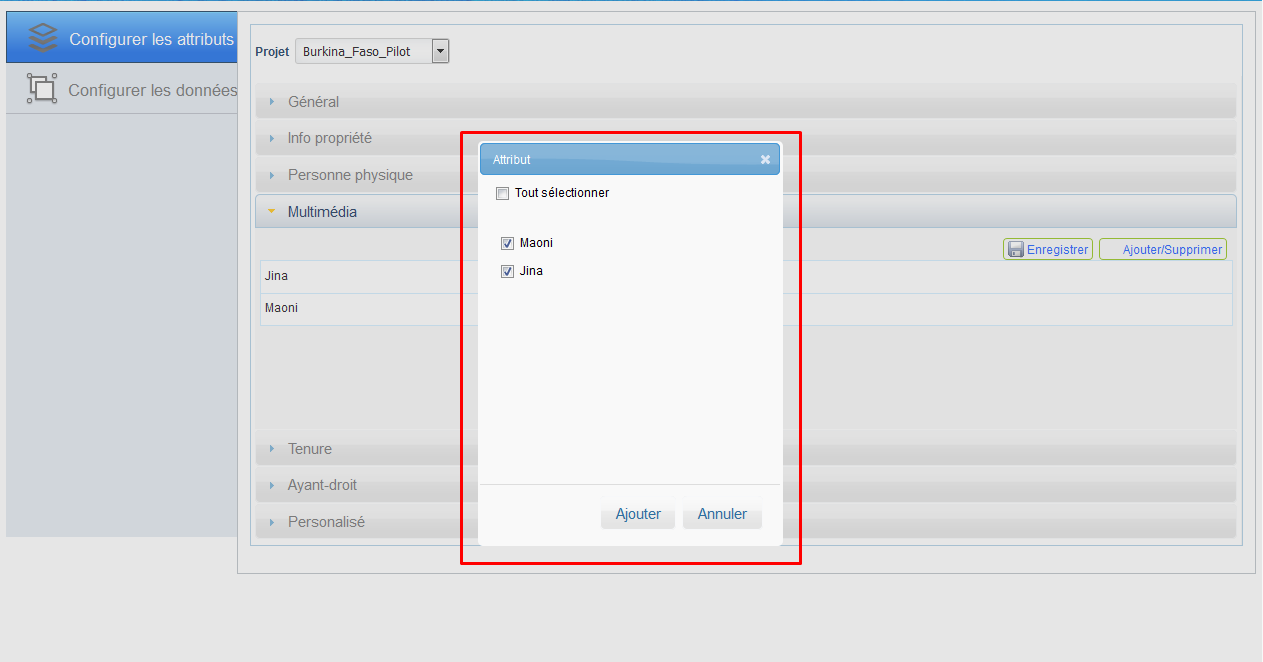 Configurer les attributs
Configurer les données
Projet Burkina_Faso_Pilot
Général
Info propriété
Personne physique
Multimédia
Enregistrer Ajouter/Supprimer
Jina
Maoni
Tenure
Ayant-droit
Personalisé
Attribut
Tout sélectionner
Maoni
Jina
Ajouter Annuler